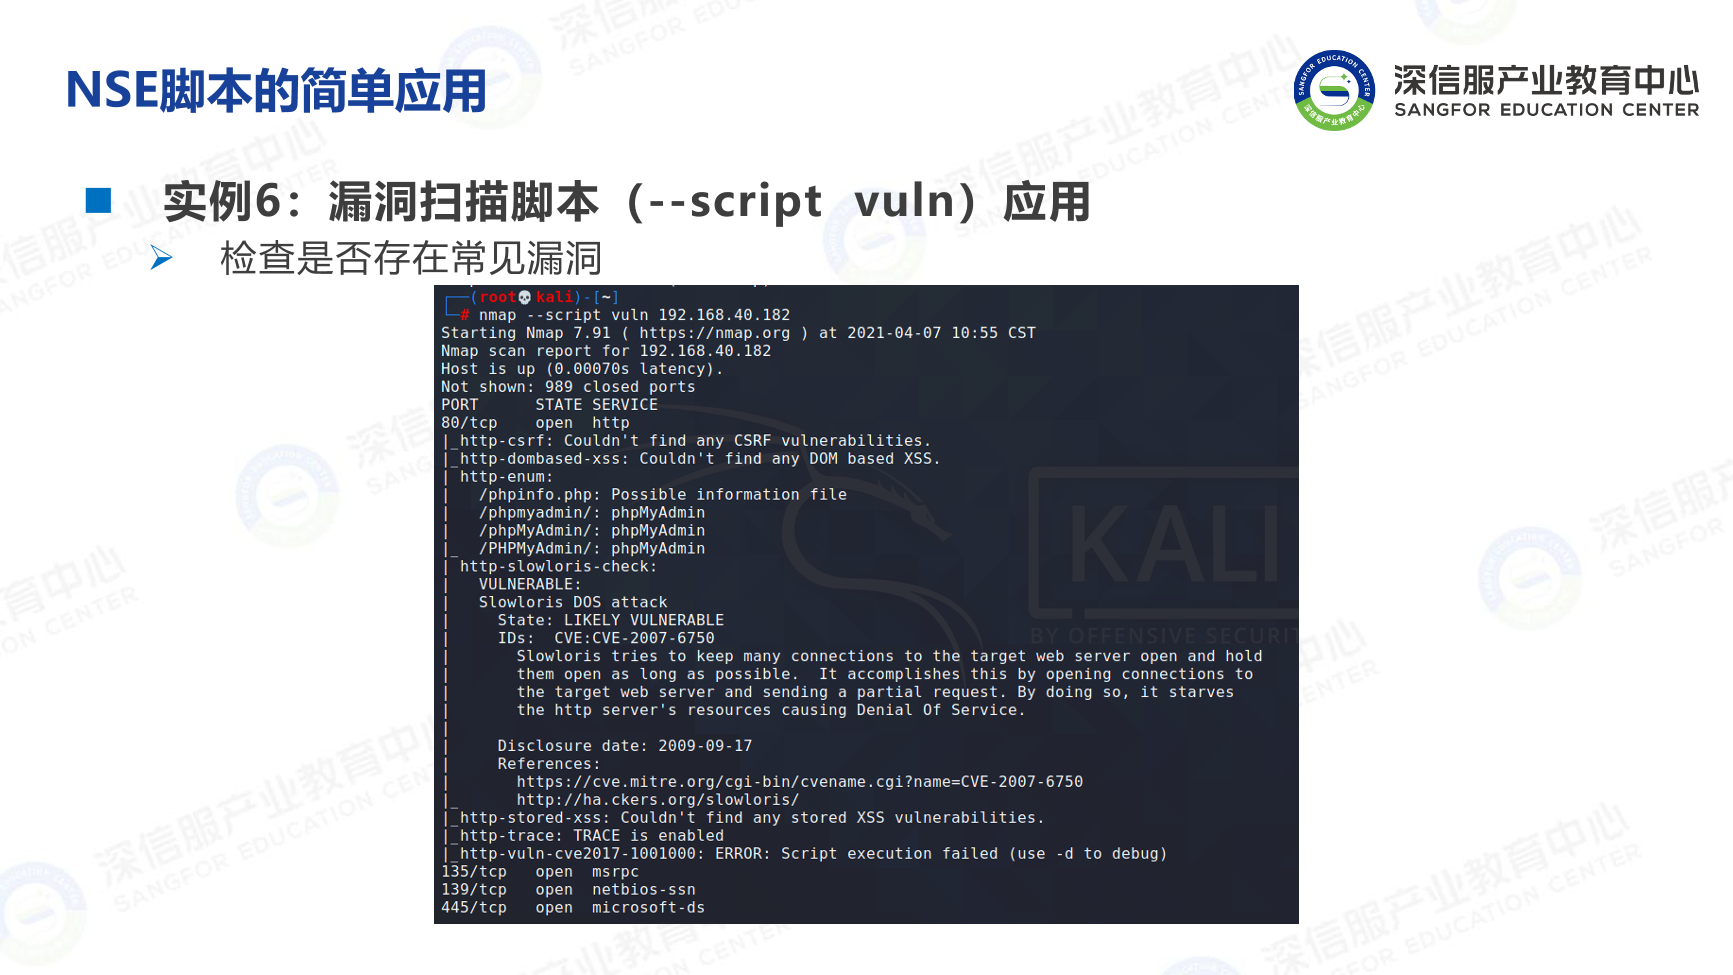 NSE脚本的简单应用
深信服产业教育中心
SANGFOR EDUCATION CENTER
实例6：漏洞扫描脚本（--script vuln）应用
检查是否存在常见漏洞
┌──(root💀kali)-[~]
└─# nmap --script vuln 192.168.40.182
Starting Nmap 7.91 ( https://nmap.org ) at 2021-04-07 10:55 CST
Nmap scan report for 192.168.40.182
Host is up (0.00070s latency).
Not shown: 989 closed ports
PORT      STATE SERVICE
80/tcp    open  http
|_http-csrf: Couldn't find any CSRF vulnerabilities.
|_http-dombased-xss: Couldn't find any DOM based XSS.
| http-enum:
|   /phpinfo.php: Possible information file
|   /phpmyadmin/: phpMyAdmin
|   /phpMyAdmin/: phpMyAdmin
|_  /PHPMyAdmin/: phpMyAdmin
| http-slowloris-check:
|   VULNERABLE:
|   Slowloris DOS attack
|     State: LIKELY VULNERABLE
|     IDs:  CVE:CVE-2007-6750
|       Slowloris tries to keep many connections to the target web server open and hold
|       them open as long as possible.  It accomplishes this by opening connections to
|       the target web server and sending a partial request. By doing so, it starves
|       the http server's resources causing Denial Of Service.
|
|     Disclosure date: 2009-09-17
|     References:
|       https://cve.mitre.org/cgi-bin/cvename.cgi?name=CVE-2007-6750
|_      http://ha.ckers.org/slowloris/
|_http-stored-xss: Couldn't find any stored XSS vulnerabilities.
|_http-trace: TRACE is enabled
|_http-vuln-cve2017-1001000: ERROR: Script execution failed (use -d to debug)
135/tcp   open  msrpc
139/tcp   open  netbios-ssn
445/tcp   open  microsoft-ds
KALI
BY OFFENSIVE SECURIT